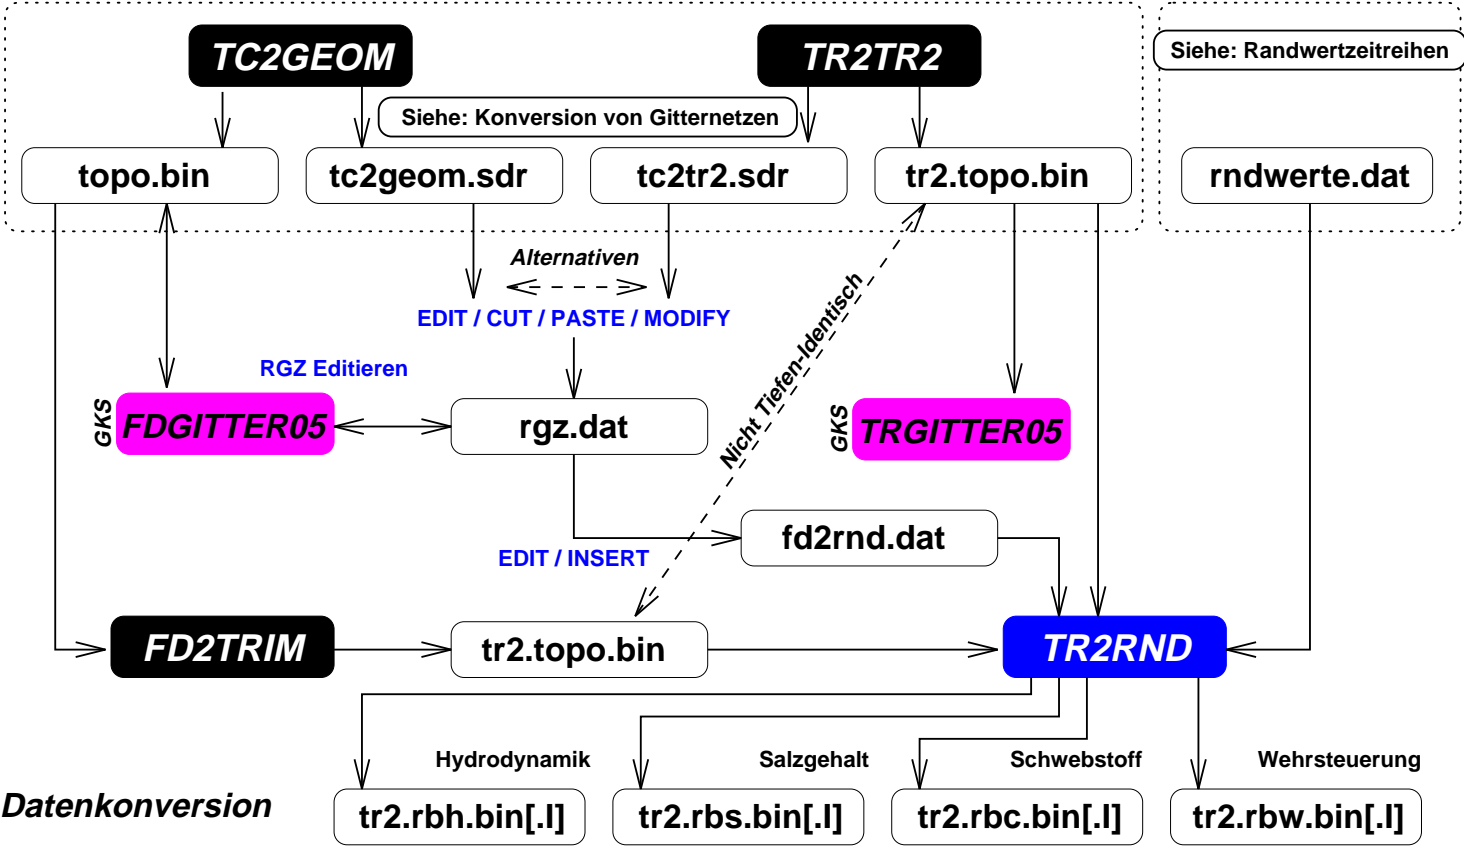 TC2GEOM
TR2TR2
Siehe: Randwertzeitreihen
Siehe: Konversion von Gitternetzen
topo.bin
tc2geom.sdr
tc2tr2.sdr
tr2.topo.bin
rndwerte.dat
Alternativen
EDIT / CUT / PASTE / MODIFY
Nicht Tiefen-Identisch
RGZ Editieren
GKS
FDGITTER05
rgz.dat
GKS
TRGITTER05
fd2rnd.dat
EDIT / INSERT
FD2TRIM
tr2.topo.bin
TR2RND
Hydrodynamik
Salzgehalt
Schwebstoff
Wehrsteuerung
Datenkonversion
tr2.rbh.bin[.I]
tr2.rbs.bin[.I]
tr2.rbc.bin[.I]
tr2.rbw.bin[.I]